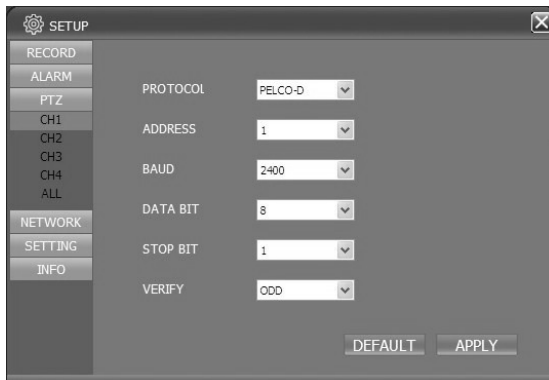 SETUP
RECORD
ALARM
PTZ
CH1
CH2
CH3
CH4
ALL
NETWORK
SETTING
INFO
PROTOCOL PELCO-D
ADDRESS 1
BAUD 2400
DATA BIT 8
STOP BIT 1
VERIFY ODD
DEFAULT APPLY